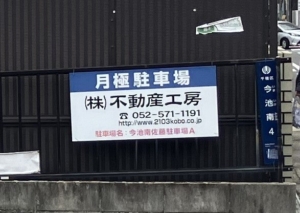 月極駐車場
(株)不動産工房
☎ 052-571-1191
http://www.2103kobo.co.jp
駐車場名:今池南佐藤駐車場A
今池南
4